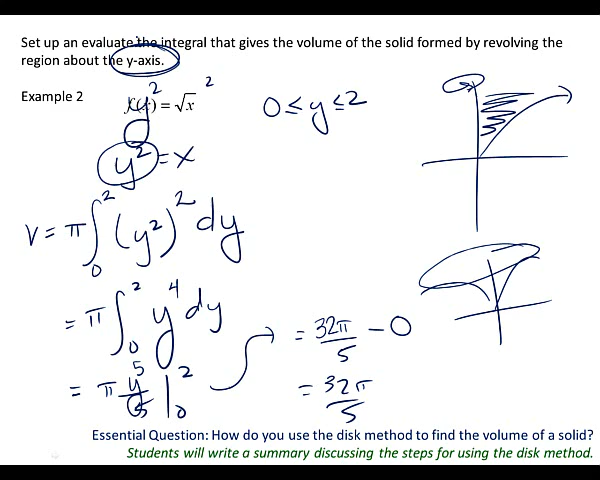 Set up an evaluate the integral that gives the volume of the solid formed by revolving the
region about the y-axis.
Example 2 y² = √x ² 0 ≤ y ≤ 2
y² = x
V = π∫₀² (y²)² dy
= π∫₀² y⁴ dy = 32π/5 − 0
= π y⁵/5 |₀² = 32π/5
Essential Question: How do you use the disk method to find the volume of a solid?
Students will write a summary discussing the steps for using the disk method.